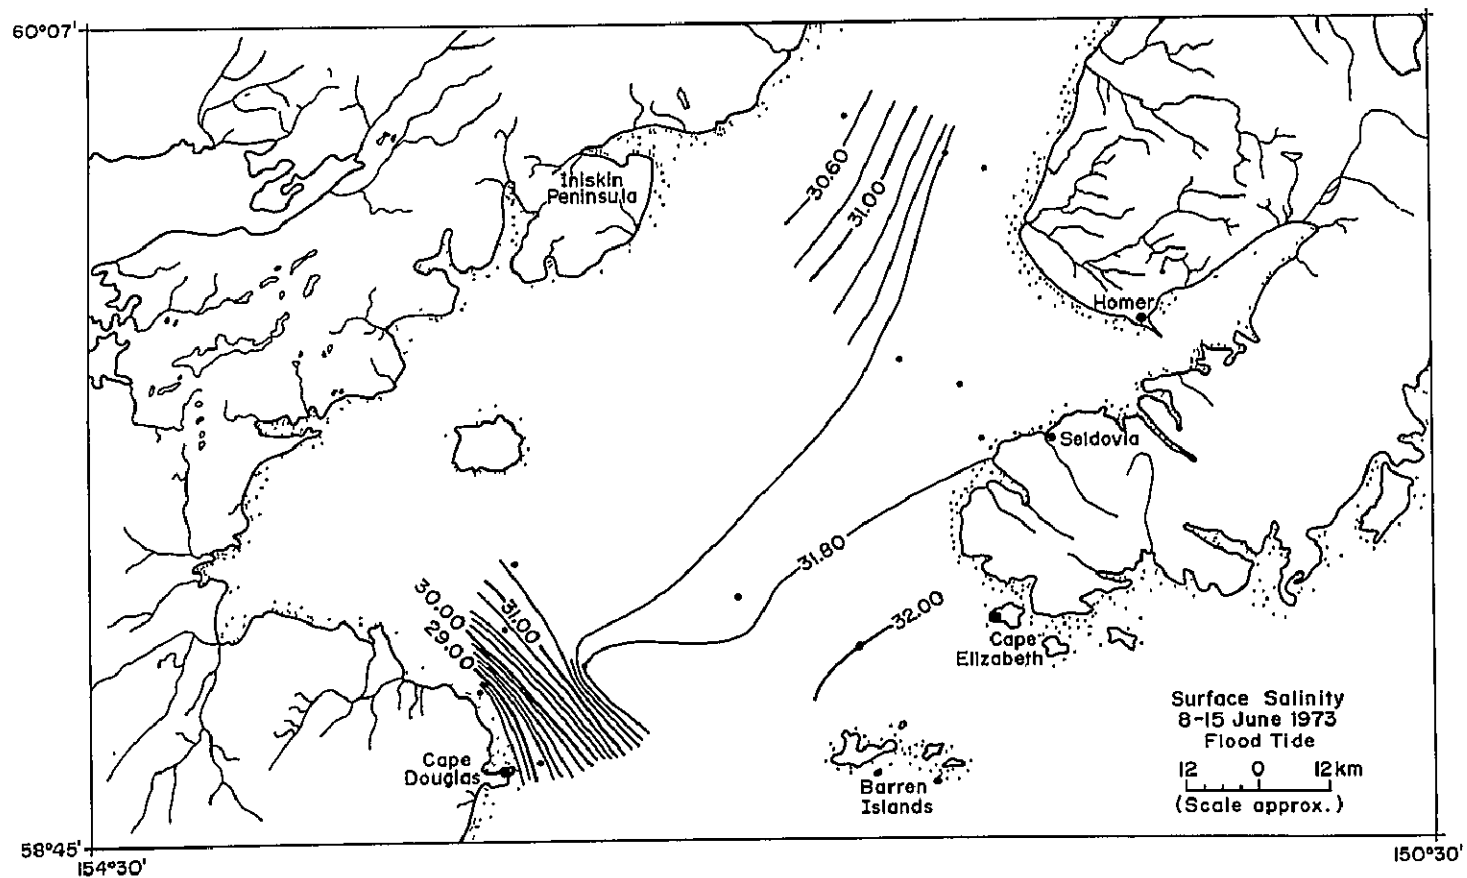 60°07'
Iniskin
Peninsula
30.60
31.00
Homer
Seldovia
31.80
30.00
31.00
29.00
32.00
Cape
Elizabeth
Surface Salinity
8-15 June 1973
Flood Tide
12 0 12km
(Scale approx.)
Cape
Douglas
Barren
Islands
58°45'
154°30'
150°30'